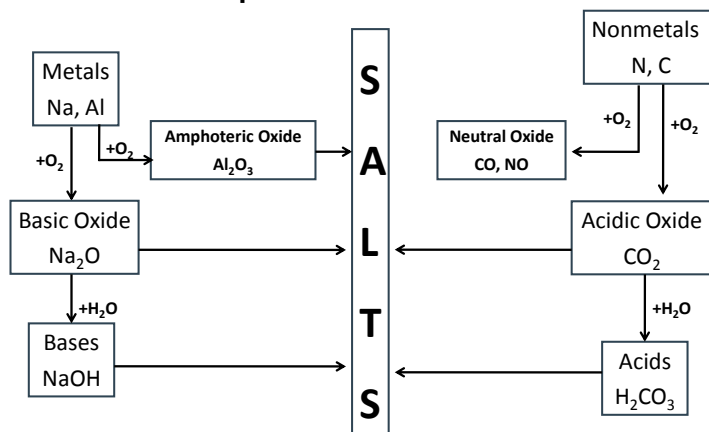 Nonmetals
N, C
Metals
Na, Al
+O₂
+O₂
+O₂
+O₂
Amphoteric Oxide
Al₂O₃
Neutral Oxide
CO, NO
Basic Oxide
Na₂O
Acidic Oxide
CO₂
+H₂O
+H₂O
Bases
NaOH
Acids
H₂CO₃
S
A
L
T
S